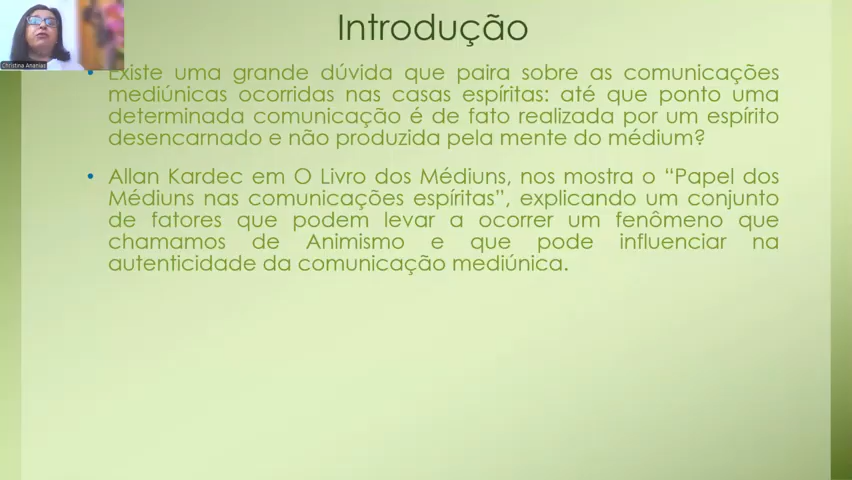 Introdução
Christina Ananias
• Existe uma grande dúvida que paira sobre as comunicações
mediúnicas ocorridas nas casas espíritas: até que ponto uma
determinada comunicação é de fato realizada por um espírito
desencarnado e não produzida pela mente do médium?
• Allan Kardec em O Livro dos Médiuns, nos mostra o “Papel dos
Médiuns nas comunicações espíritas”, explicando um conjunto
de fatores que podem levar a ocorrer um fenômeno que
chamamos de Animismo e que pode influenciar na
autenticidade da comunicação mediúnica.